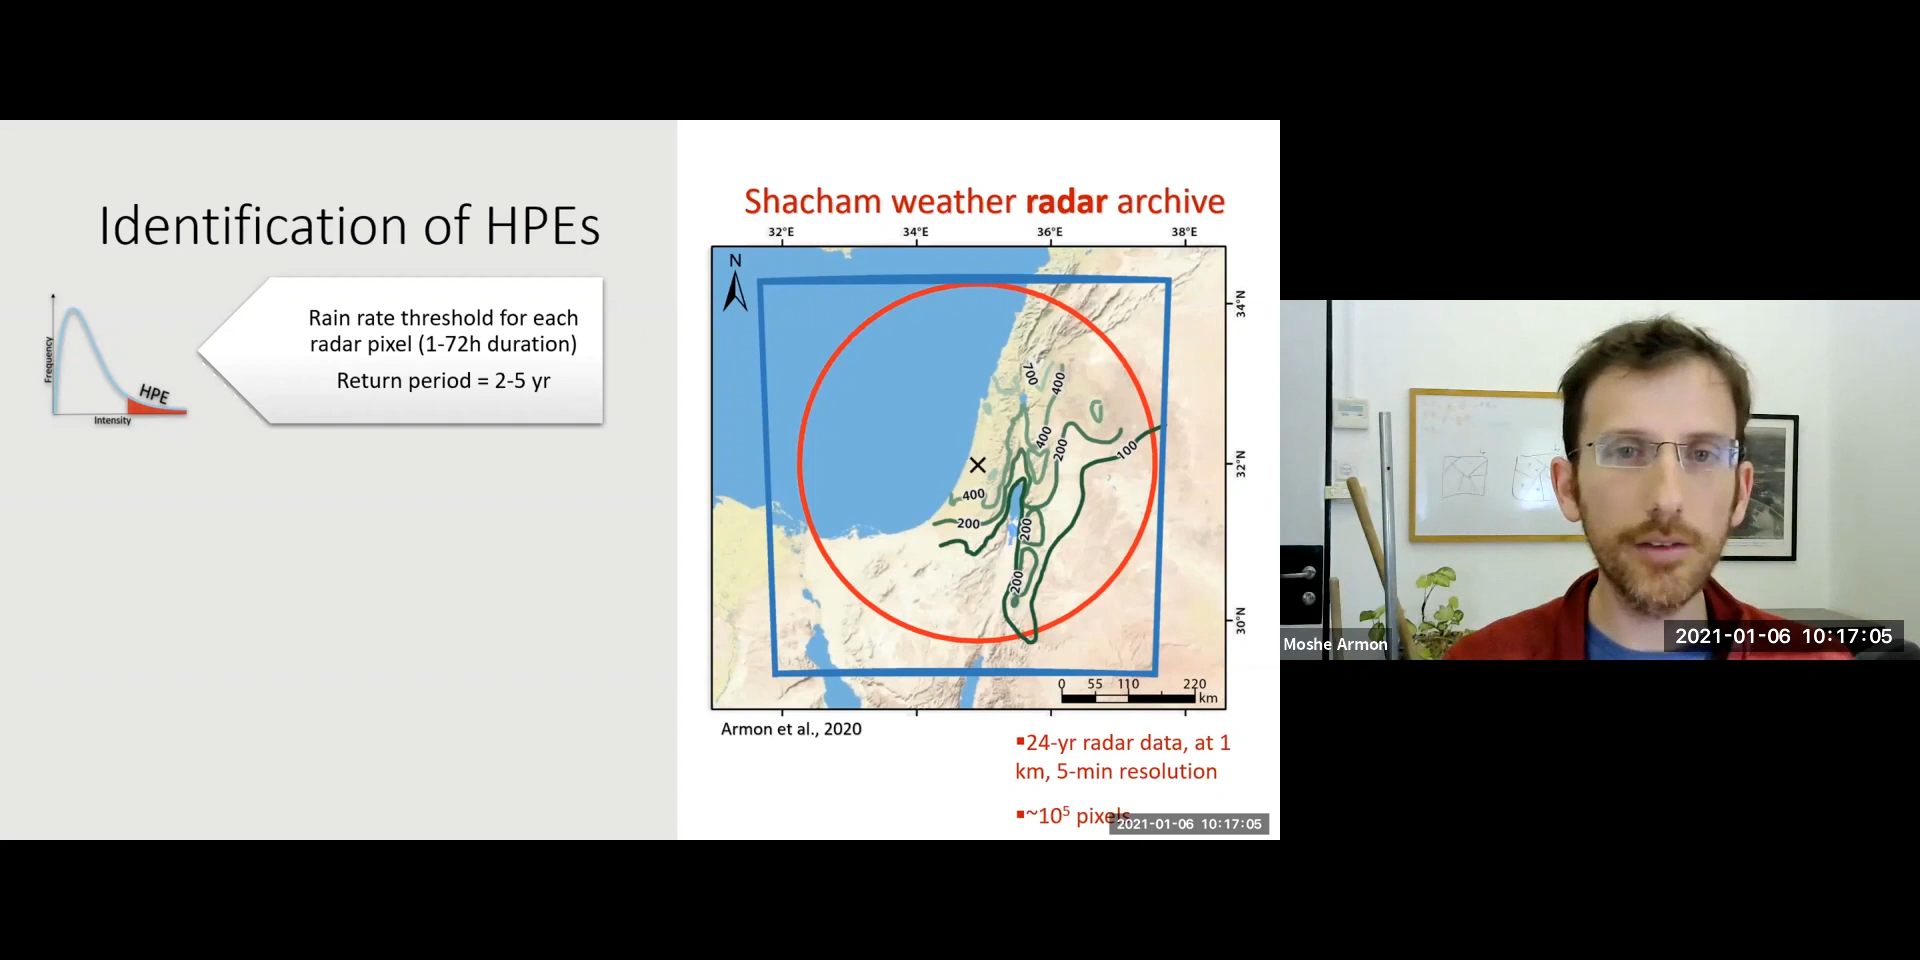 Identification of HPEs
Frequency
HPE
Intensity
Rain rate threshold for each
radar pixel (1-72h duration)
Return period = 2-5 yr
Shacham weather radar archive
32°E
34°E
36°E
38°E
N
34°N
32°N
30°N
700
400
400
200
100
400
200
200
200
0 55 110 220
km
Armon et al., 2020
▪24-yr radar data, at 1
km, 5-min resolution
▪~10⁵ pixels
2021-01-06 10:17:05
Moshe Armon
2021-01-06 10:17:05